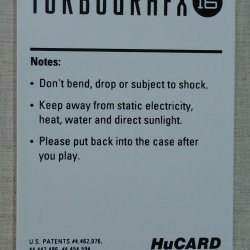 TURBOGRAFX 16
Notes:
• Don't bend, drop or subject to shock.
• Keep away from static electricity,
heat, water and direct sunlight.
• Please put back into the case after
you play.
U.S. PATENTS #4,462,076,
HuCARD